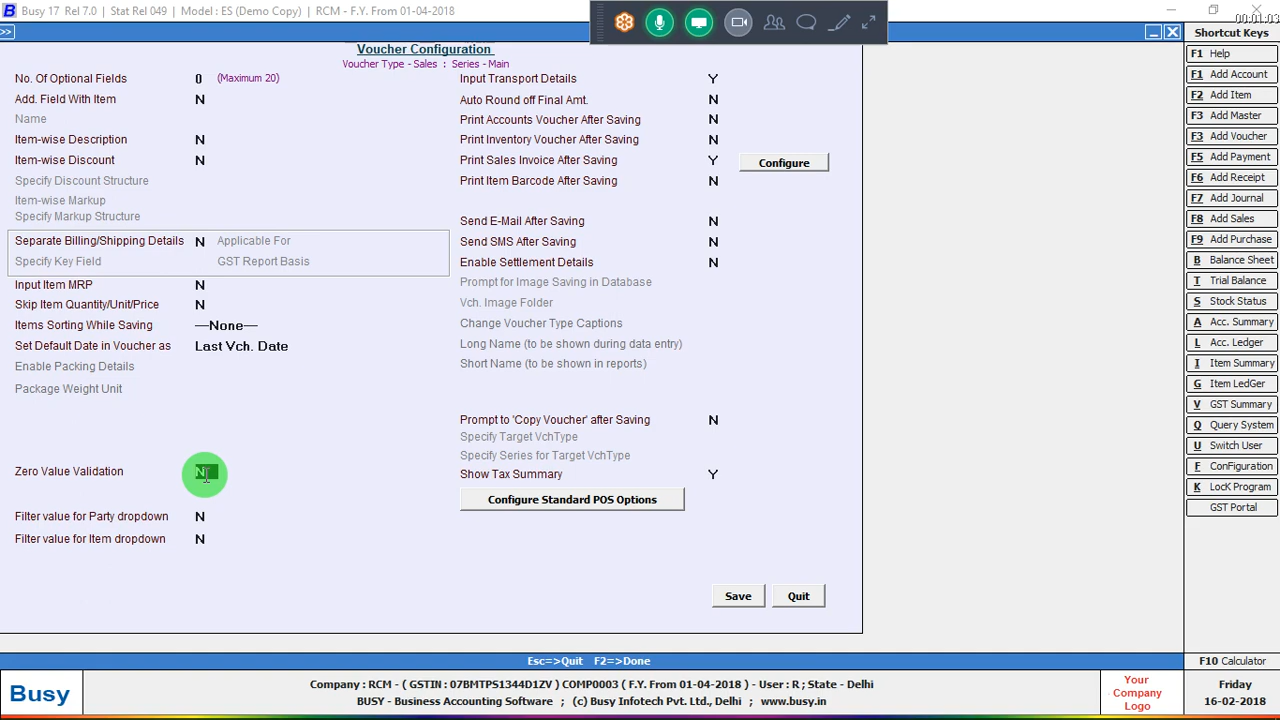 Busy 17 Rel 7.0 | Stat Rel 049 | Model : ES (Demo Copy) | RCM - F.Y. From 01-04-2018
00:01:03
>>
Voucher Configuration
Voucher Type - Sales : Series - Main
No. Of Optional Fields 0 (Maximum 20)
Add. Field With Item N
Name
Item-wise Description N
Item-wise Discount N
Specify Discount Structure
Item-wise Markup
Specify Markup Structure
Separate Billing/Shipping Details N Applicable For
Specify Key Field GST Report Basis
Input Item MRP N
Skip Item Quantity/Unit/Price N
Items Sorting While Saving —None—
Set Default Date in Voucher as Last Vch. Date
Enable Packing Details
Package Weight Unit
Zero Value Validation N
Filter value for Party dropdown N
Filter value for Item dropdown N
Input Transport Details Y
Auto Round off Final Amt. N
Print Accounts Voucher After Saving N
Print Inventory Voucher After Saving N
Print Sales Invoice After Saving Y Configure
Print Item Barcode After Saving N
Send E-Mail After Saving N
Send SMS After Saving N
Enable Settlement Details N
Prompt for Image Saving in Database
Vch. Image Folder
Change Voucher Type Captions
Long Name (to be shown during data entry)
Short Name (to be shown in reports)
Prompt to 'Copy Voucher' after Saving N
Specify Target VchType
Specify Series for Target VchType
Show Tax Summary Y
Configure Standard POS Options
Save Quit
Shortcut Keys
F1 Help
F1 Add Account
F2 Add Item
F3 Add Master
F3 Add Voucher
F5 Add Payment
F6 Add Receipt
F7 Add Journal
F8 Add Sales
F9 Add Purchase
B Balance Sheet
T Trial Balance
S Stock Status
A Acc. Summary
L Acc. Ledger
I Item Summary
G Item LedGer
V GST Summary
Q Query System
U Switch User
F Configuration
K LocK Program
GST Portal
Esc=>Quit F2=>Done
F10 Calculator
Busy
Company : RCM - ( GSTIN : 07BMTPS1344D1ZV ) COMP0003 ( F.Y. From 01-04-2018 ) - User : R ; State - Delhi
BUSY - Business Accounting Software ; (c) Busy Infotech Pvt. Ltd., Delhi ; www.busy.in
Your
Company
Logo
Friday
16-02-2018